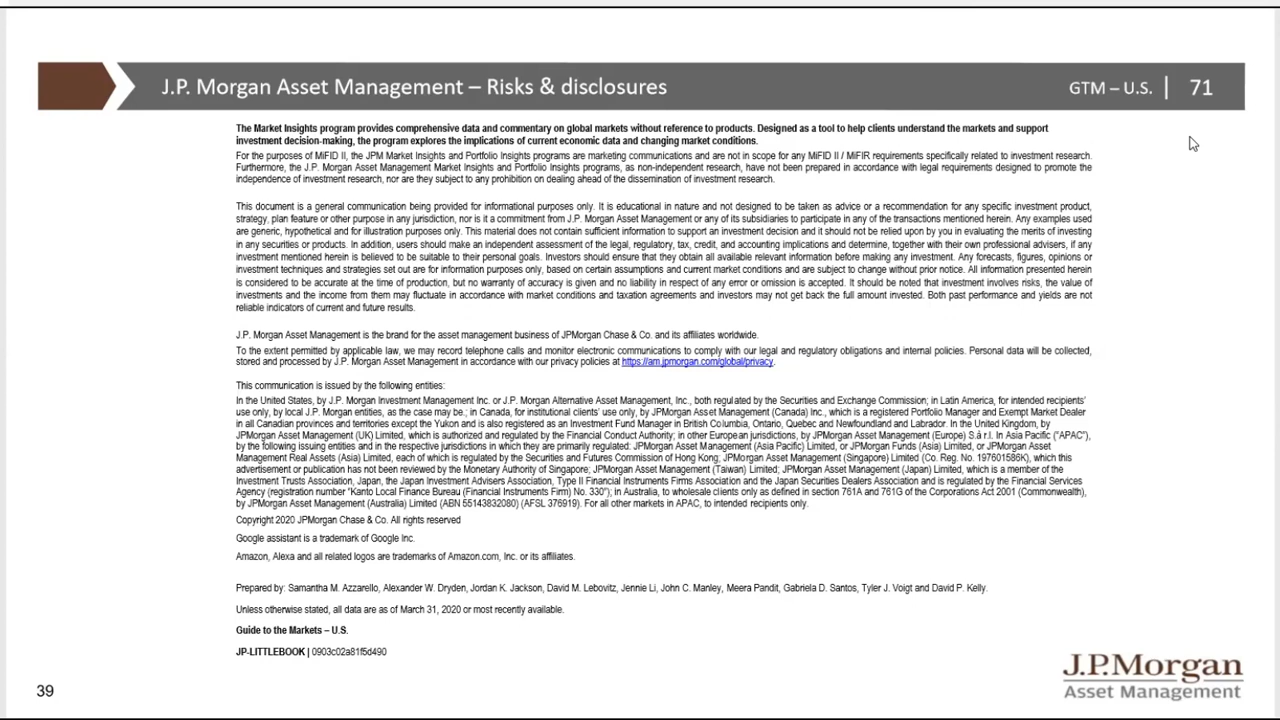 J.P. Morgan Asset Management – Risks & disclosures
GTM – U.S. | 71
The Market Insights program provides comprehensive data and commentary on global markets without reference to products. Designed as a tool to help clients understand the markets and support
investment decision-making, the program explores the implications of current economic data and changing market conditions.
For the purposes of MiFID II, the JPM Market Insights and Portfolio Insights programs are marketing communications and are not in scope for any MiFID II / MiFIR requirements specifically related to investment research.
Furthermore, the J.P. Morgan Asset Management Market Insights and Portfolio Insights programs, as non-independent research, have not been prepared in accordance with legal requirements designed to promote the
independence of investment research, nor are they subject to any prohibition on dealing ahead of the dissemination of investment research.
This document is a general communication being provided for informational purposes only. It is educational in nature and not designed to be taken as advice or a recommendation for any specific investment product,
strategy, plan feature or other purpose in any jurisdiction, nor is it a commitment from J.P. Morgan Asset Management or any of its subsidiaries to participate in any of the transactions mentioned herein. Any examples used
are generic, hypothetical and for illustration purposes only. This material does not contain sufficient information to support an investment decision and it should not be relied upon by you in evaluating the merits of investing
in any securities or products. In addition, users should make an independent assessment of the legal, regulatory, tax, credit, and accounting implications and determine, together with their own professional advisers, if any
investment mentioned herein is believed to be suitable to their personal goals. Investors should ensure that they obtain all available relevant information before making any investment. Any forecasts, figures, opinions or
investment techniques and strategies set out are for information purposes only, based on certain assumptions and current market conditions and are subject to change without prior notice. All information presented herein
is considered to be accurate at the time of production, but no warranty of accuracy is given and no liability in respect of any error or omission is accepted. It should be noted that investment involves risks, the value of
investments and the income from them may fluctuate in accordance with market conditions and taxation agreements and investors may not get back the full amount invested. Both past performance and yields are not
reliable indicators of current and future results.
J.P. Morgan Asset Management is the brand for the asset management business of JPMorgan Chase & Co. and its affiliates worldwide.
To the extent permitted by applicable law, we may record telephone calls and monitor electronic communications to comply with our legal and regulatory obligations and internal policies. Personal data will be collected,
stored and processed by J.P. Morgan Asset Management in accordance with our privacy policies at https://am.jpmorgan.com/global/privacy.
This communication is issued by the following entities:
In the United States, by J.P. Morgan Investment Management Inc. or J.P. Morgan Alternative Asset Management, Inc., both regulated by the Securities and Exchange Commission; in Latin America, for intended recipients'
use only, by local J.P. Morgan entities, as the case may be.; in Canada, for institutional clients' use only, by JPMorgan Asset Management (Canada) Inc., which is a registered Portfolio Manager and Exempt Market Dealer
in all Canadian provinces and territories except the Yukon and is also registered as an Investment Fund Manager in British Columbia, Ontario, Quebec and Newfoundland and Labrador. In the United Kingdom, by
JPMorgan Asset Management (UK) Limited, which is authorized and regulated by the Financial Conduct Authority; in other European jurisdictions, by JPMorgan Asset Management (Europe) S.à r.l. In Asia Pacific ("APAC"),
by the following issuing entities and in the respective jurisdictions in which they are primarily regulated: JPMorgan Asset Management (Asia Pacific) Limited, or JPMorgan Funds (Asia) Limited, or JPMorgan Asset
Management Real Assets (Asia) Limited, each of which is regulated by the Securities and Futures Commission of Hong Kong; JPMorgan Asset Management (Singapore) Limited (Co. Reg. No. 197601586K), which this
advertisement or publication has not been reviewed by the Monetary Authority of Singapore; JPMorgan Asset Management (Taiwan) Limited; JPMorgan Asset Management (Japan) Limited, which is a member of the
Investment Trusts Association, Japan, the Japan Investment Advisers Association, Type II Financial Instruments Firms Association and the Japan Securities Dealers Association and is regulated by the Financial Services
Agency (registration number "Kanto Local Finance Bureau (Financial Instruments Firm) No. 330"); in Australia, to wholesale clients only as defined in section 761A and 761G of the Corporations Act 2001 (Commonwealth),
by JPMorgan Asset Management (Australia) Limited (ABN 55143832080) (AFSL 376919). For all other markets in APAC, to intended recipients only.
Copyright 2020 JPMorgan Chase & Co. All rights reserved
Google assistant is a trademark of Google Inc.
Amazon, Alexa and all related logos are trademarks of Amazon.com, Inc. or its affiliates.
Prepared by: Samantha M. Azzarello, Alexander W. Dryden, Jordan K. Jackson, David M. Lebovitz, Jennie Li, John C. Manley, Meera Pandit, Gabriela D. Santos, Tyler J. Voigt and David P. Kelly.
Unless otherwise stated, all data are as of March 31, 2020 or most recently available.
Guide to the Markets – U.S.
JP-LITTLEBOOK | 0903c02a81f5d490
J.P.Morgan
Asset Management
39